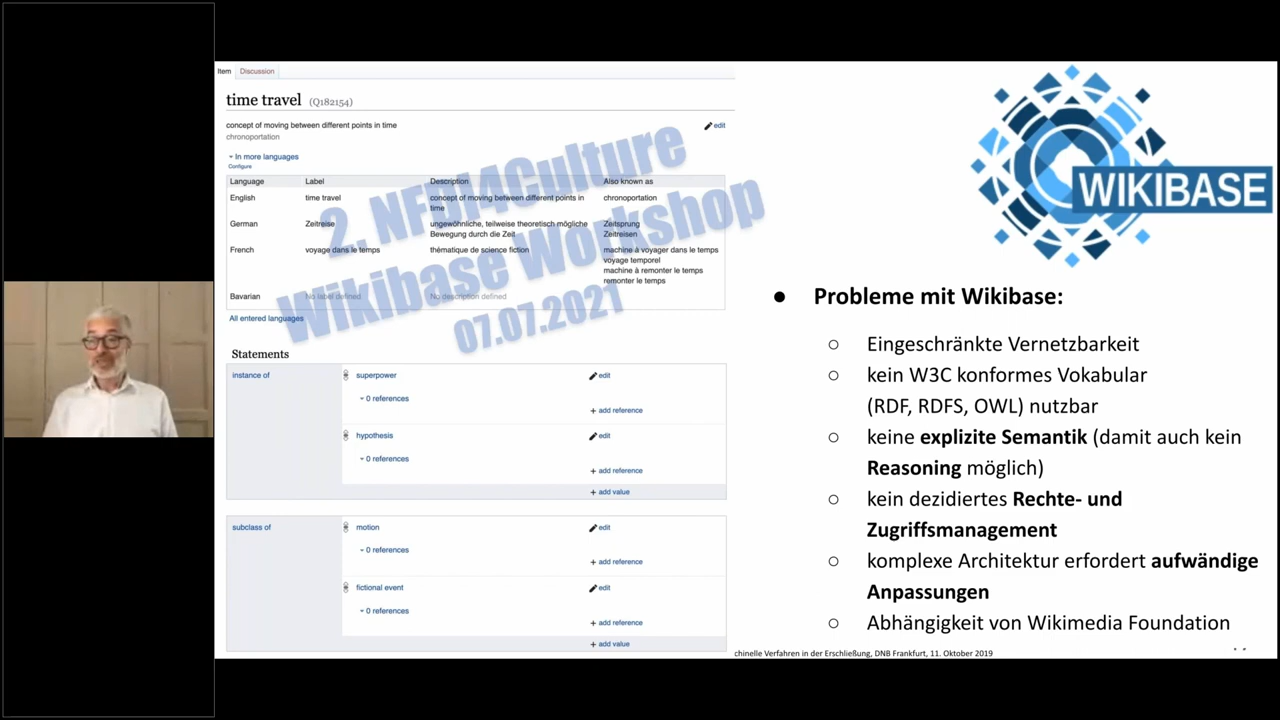 Item Discussion
time travel (Q182154)
concept of moving between different points in time
chronoportation
edit
In more languages
Configure
Language Label Description Also known as
English time travel concept of moving between different points in chronoportation
time
German Zeitreise ungewöhnliche, teilweise theoretisch mögliche Zeitsprung
Bewegung durch die Zeit Zeitreisen
French voyage dans le temps thématique de science fiction machine à voyager dans le temps
voyage temporel
machine à remonter le temps
remonter le temps
Bavarian No label defined No description defined
All entered languages
2. NFDI4Culture
Wikibase Workshop
07.07.2021
Statements
instance of superpower edit
0 references
+ add reference
hypothesis edit
0 references
+ add reference
+ add value
subclass of motion edit
0 references
+ add reference
fictional event edit
0 references
+ add reference
+ add value
WIKIBASE
● Probleme mit Wikibase:
○ Eingeschränkte Vernetzbarkeit
○ kein W3C konformes Vokabular
(RDF, RDFS, OWL) nutzbar
○ keine explizite Semantik (damit auch kein
Reasoning möglich)
○ kein dezidiertes Rechte- und
Zugriffsmanagement
○ komplexe Architektur erfordert aufwändige
Anpassungen
○ Abhängigkeit von Wikimedia Foundation
chinelle Verfahren in der Erschließung, DNB Frankfurt, 11. Oktober 2019